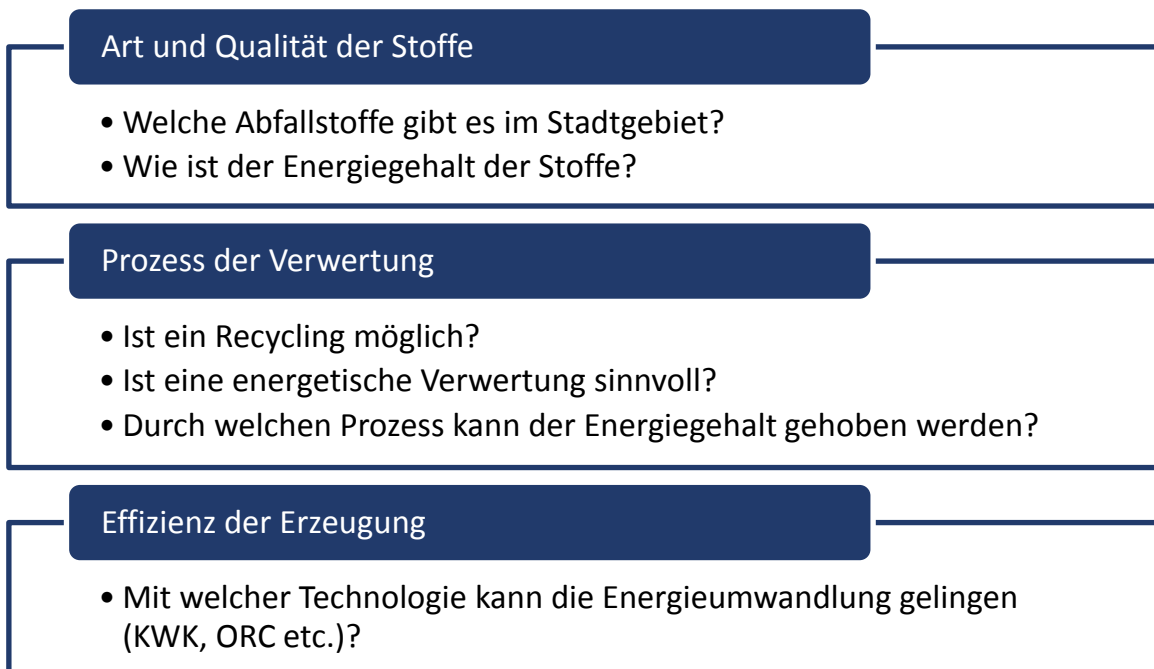 Art und Qualität der Stoffe
• Welche Abfallstoffe gibt es im Stadtgebiet?
• Wie ist der Energiegehalt der Stoffe?
Prozess der Verwertung
• Ist ein Recycling möglich?
• Ist eine energetische Verwertung sinnvoll?
• Durch welchen Prozess kann der Energiegehalt gehoben werden?
Effizienz der Erzeugung
• Mit welcher Technologie kann die Energieumwandlung gelingen
(KWK, ORC etc.)?